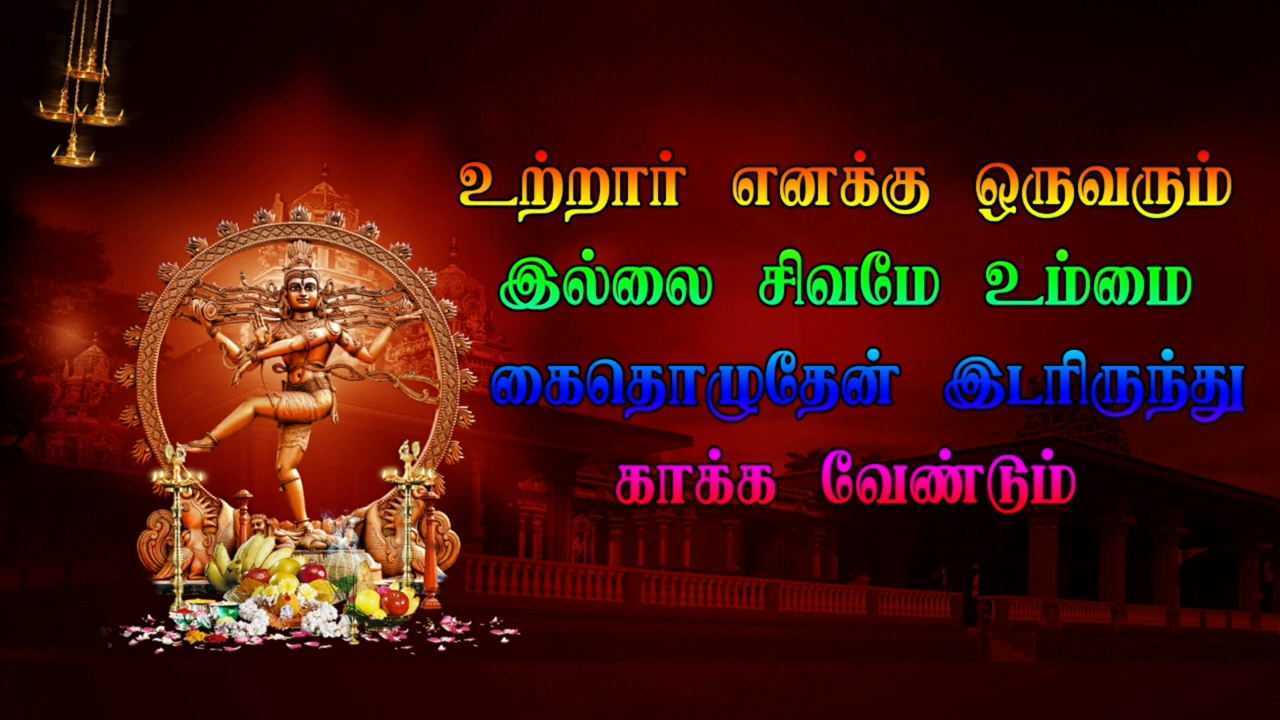 உற்றார் எனக்கு ஒருவரும்
இல்லை சிவமே உம்மை
கைதொழுதேன் இடரிருந்து
காக்க வேண்டும்